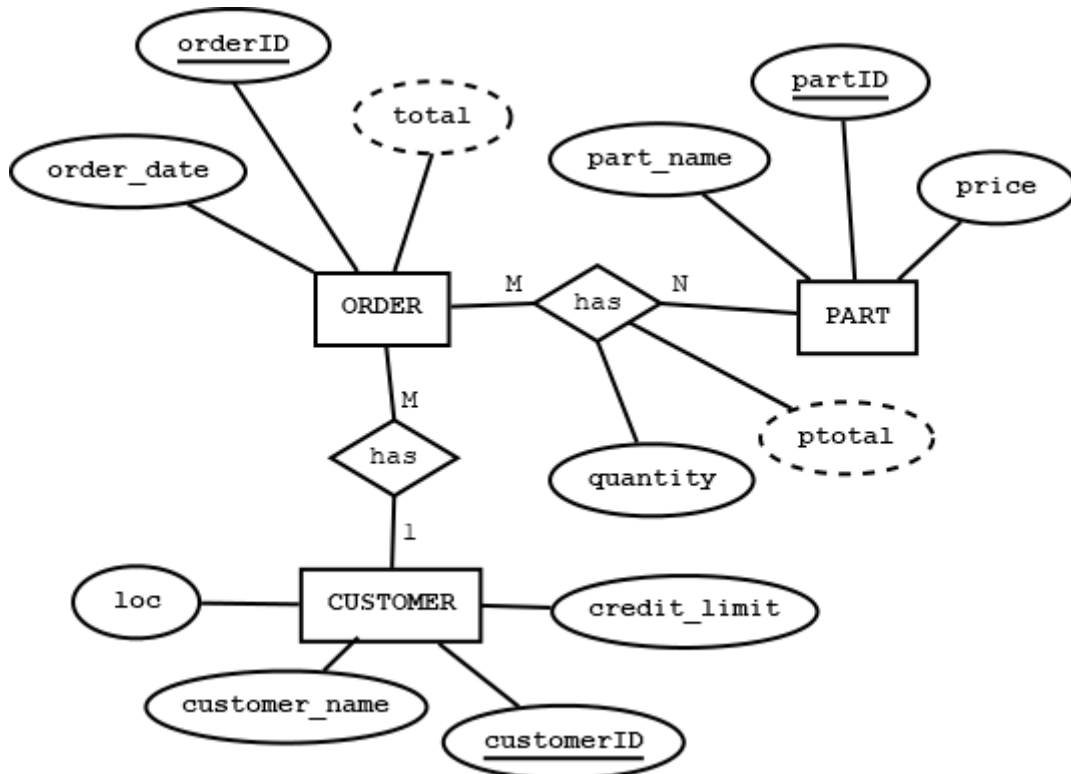 orderID
total
partID
order_date
part_name
price
ORDER
M
has
N
PART
M
ptotal
has
quantity
1
loc
CUSTOMER
credit_limit
customer_name
customerID